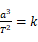 a³/T² = k